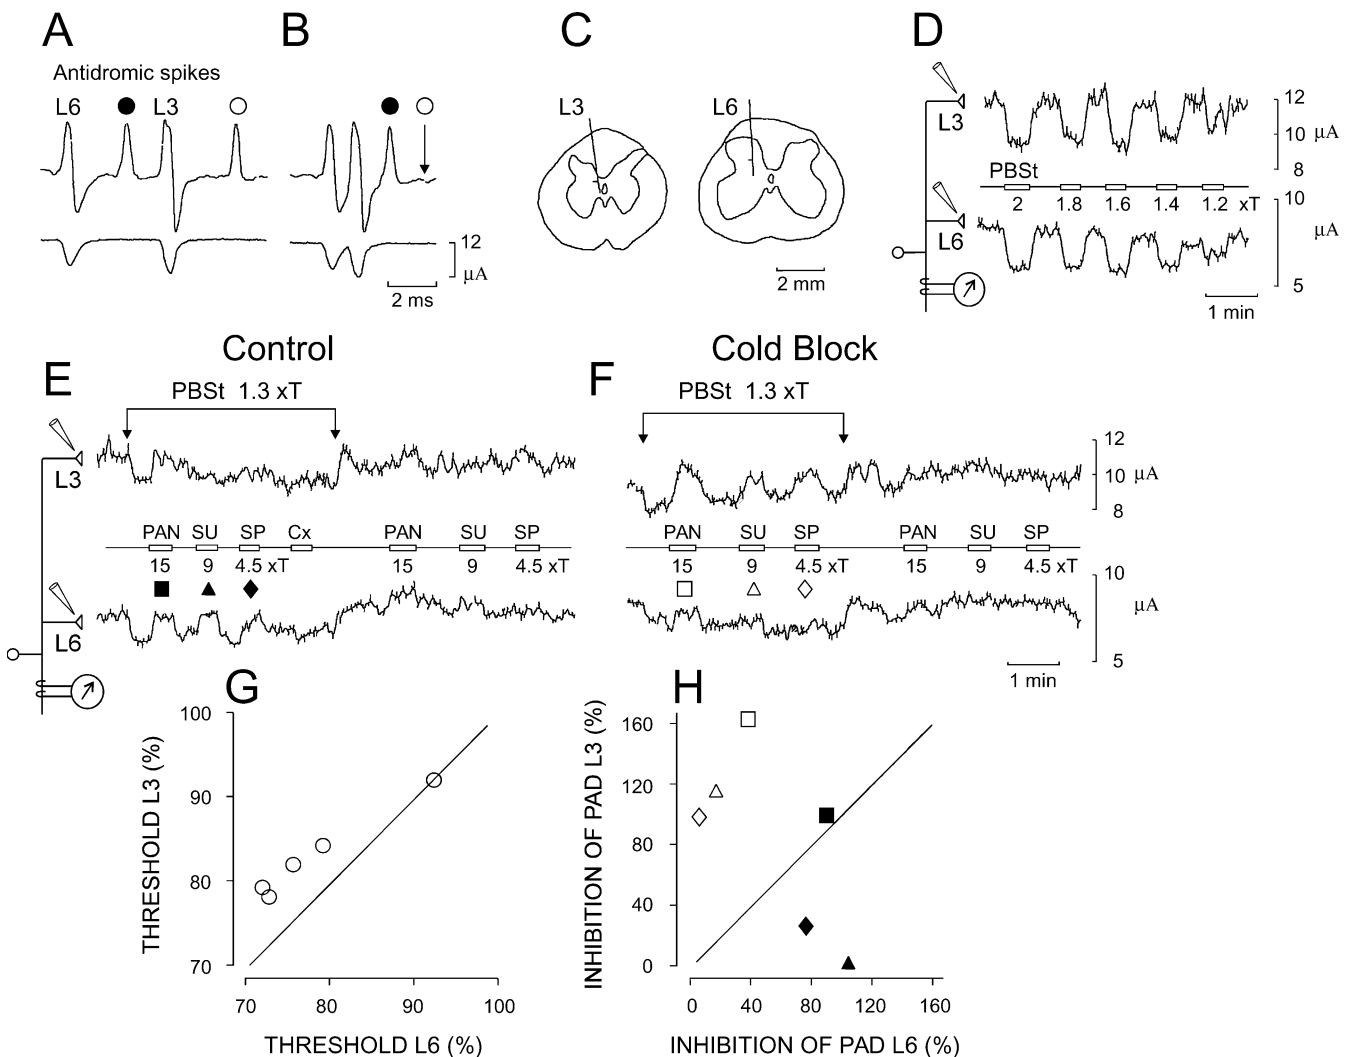 A
B
C
D
Antidromic spikes
L6 L3
12
µA
2 ms
L3
L6
2 mm
L3
12
10 µA
8
PBSt
2 1.8 1.6 1.4 1.2 xT
L6
10
µA
5
1 min
Control
Cold Block
E
PBSt 1.3 xT
L3
PAN SU SP Cx PAN SU SP
15 9 4.5 xT 15 9 4.5 xT
L6
F
PBSt 1.3 xT
12
10 µA
8
PAN SU SP PAN SU SP
15 9 4.5 xT 15 9 4.5 xT
10
µA
5
1 min
G
THRESHOLD L3 (%)
100
90
80
70
70 80 90 100
THRESHOLD L6 (%)
H
INHIBITION OF PAD L3 (%)
160
120
80
40
0
0 40 80 120 160
INHIBITION OF PAD L6 (%)